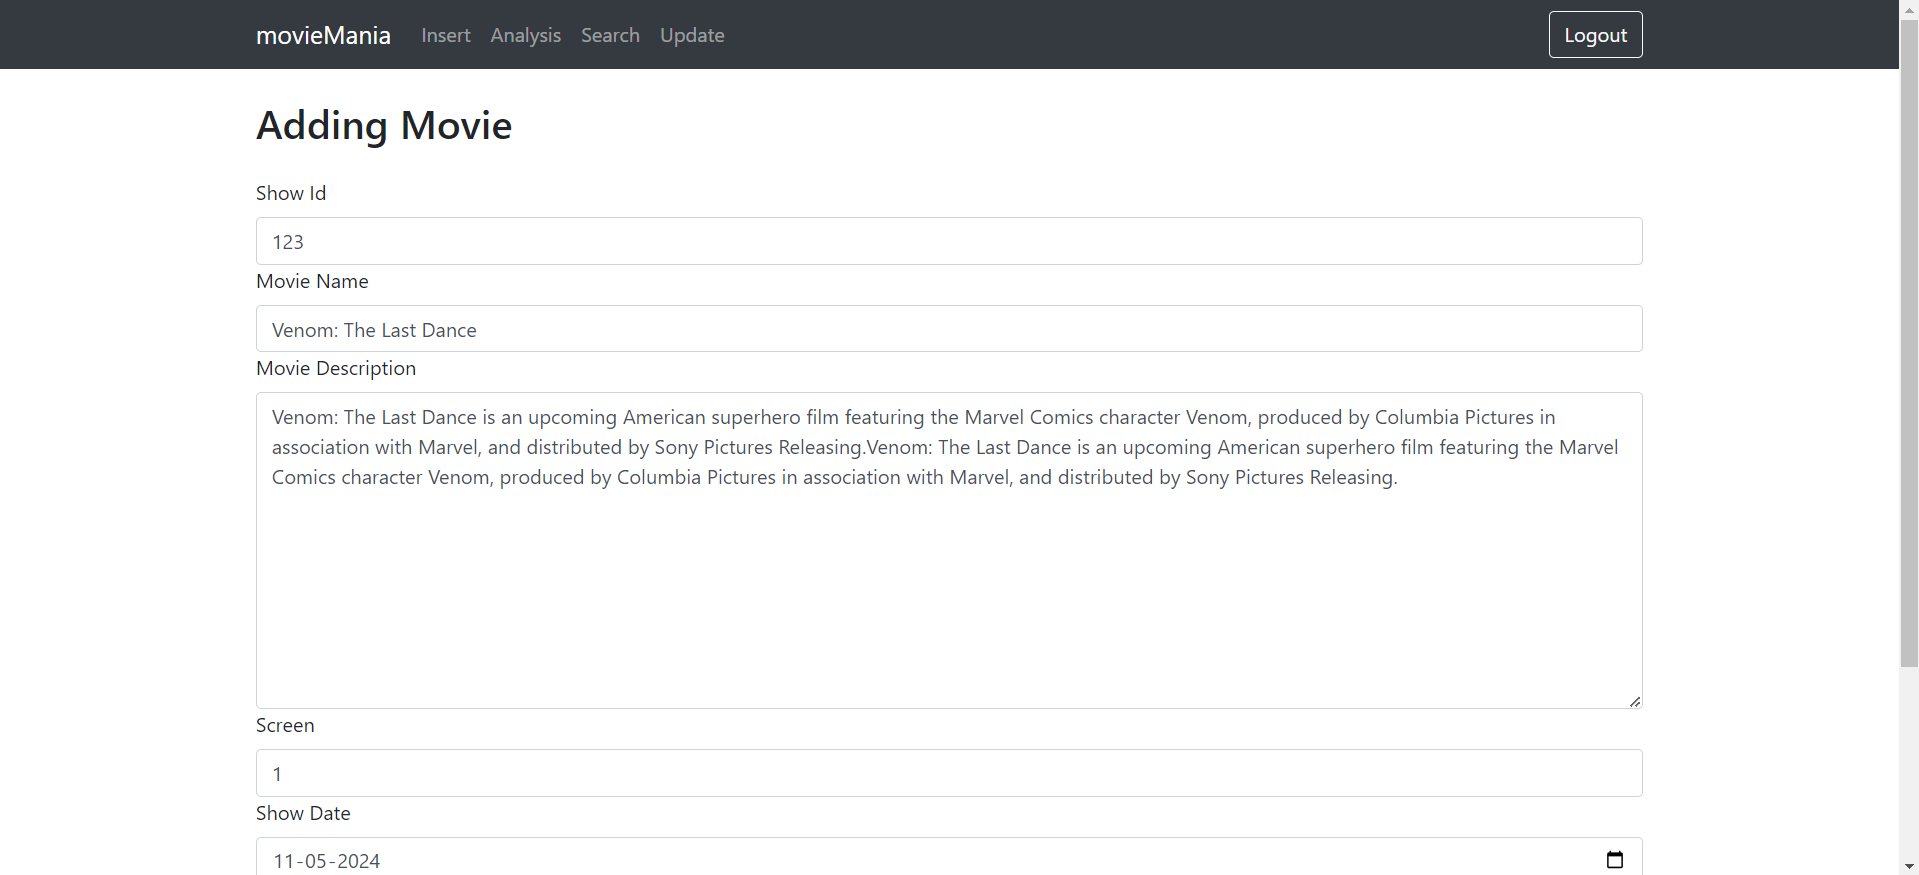 movieMania Insert Analysis Search Update Logout
Adding Movie
Show Id
123
Movie Name
Venom: The Last Dance
Movie Description
Venom: The Last Dance is an upcoming American superhero film featuring the Marvel Comics character Venom, produced by Columbia Pictures in
association with Marvel, and distributed by Sony Pictures Releasing.Venom: The Last Dance is an upcoming American superhero film featuring the Marvel
Comics character Venom, produced by Columbia Pictures in association with Marvel, and distributed by Sony Pictures Releasing.
Screen
1
Show Date
11-05-2024